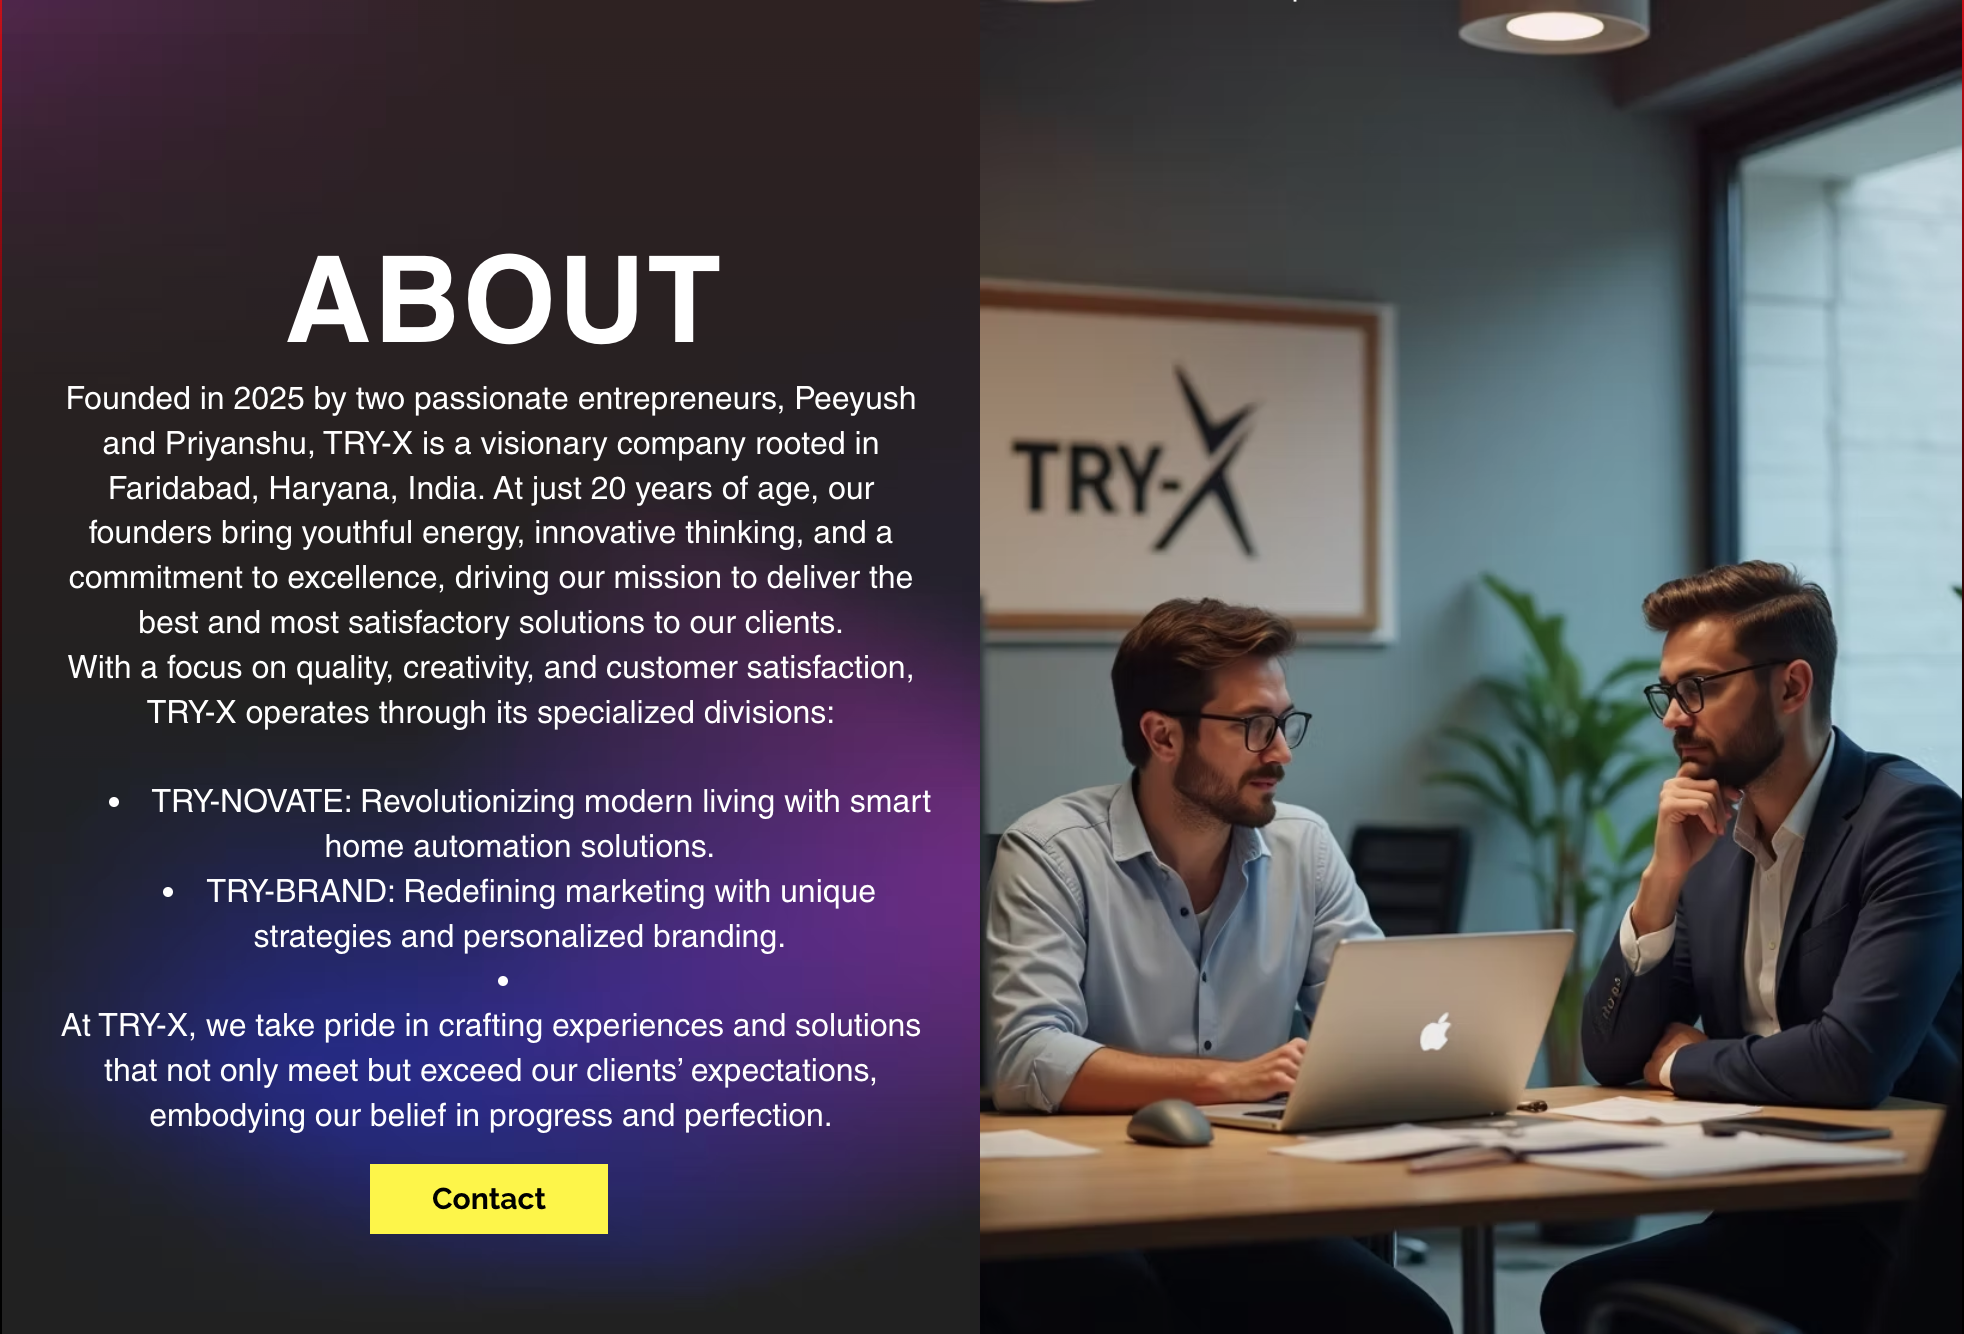 ABOUT
Founded in 2025 by two passionate entrepreneurs, Peeyush
and Priyanshu, TRY-X is a visionary company rooted in
Faridabad, Haryana, India. At just 20 years of age, our
founders bring youthful energy, innovative thinking, and a
commitment to excellence, driving our mission to deliver the
best and most satisfactory solutions to our clients.
With a focus on quality, creativity, and customer satisfaction,
TRY-X operates through its specialized divisions:
• TRY-NOVATE: Revolutionizing modern living with smart
home automation solutions.
• TRY-BRAND: Redefining marketing with unique
strategies and personalized branding.
•
At TRY-X, we take pride in crafting experiences and solutions
that not only meet but exceed our clients’ expectations,
embodying our belief in progress and perfection.
Contact
TRY-X